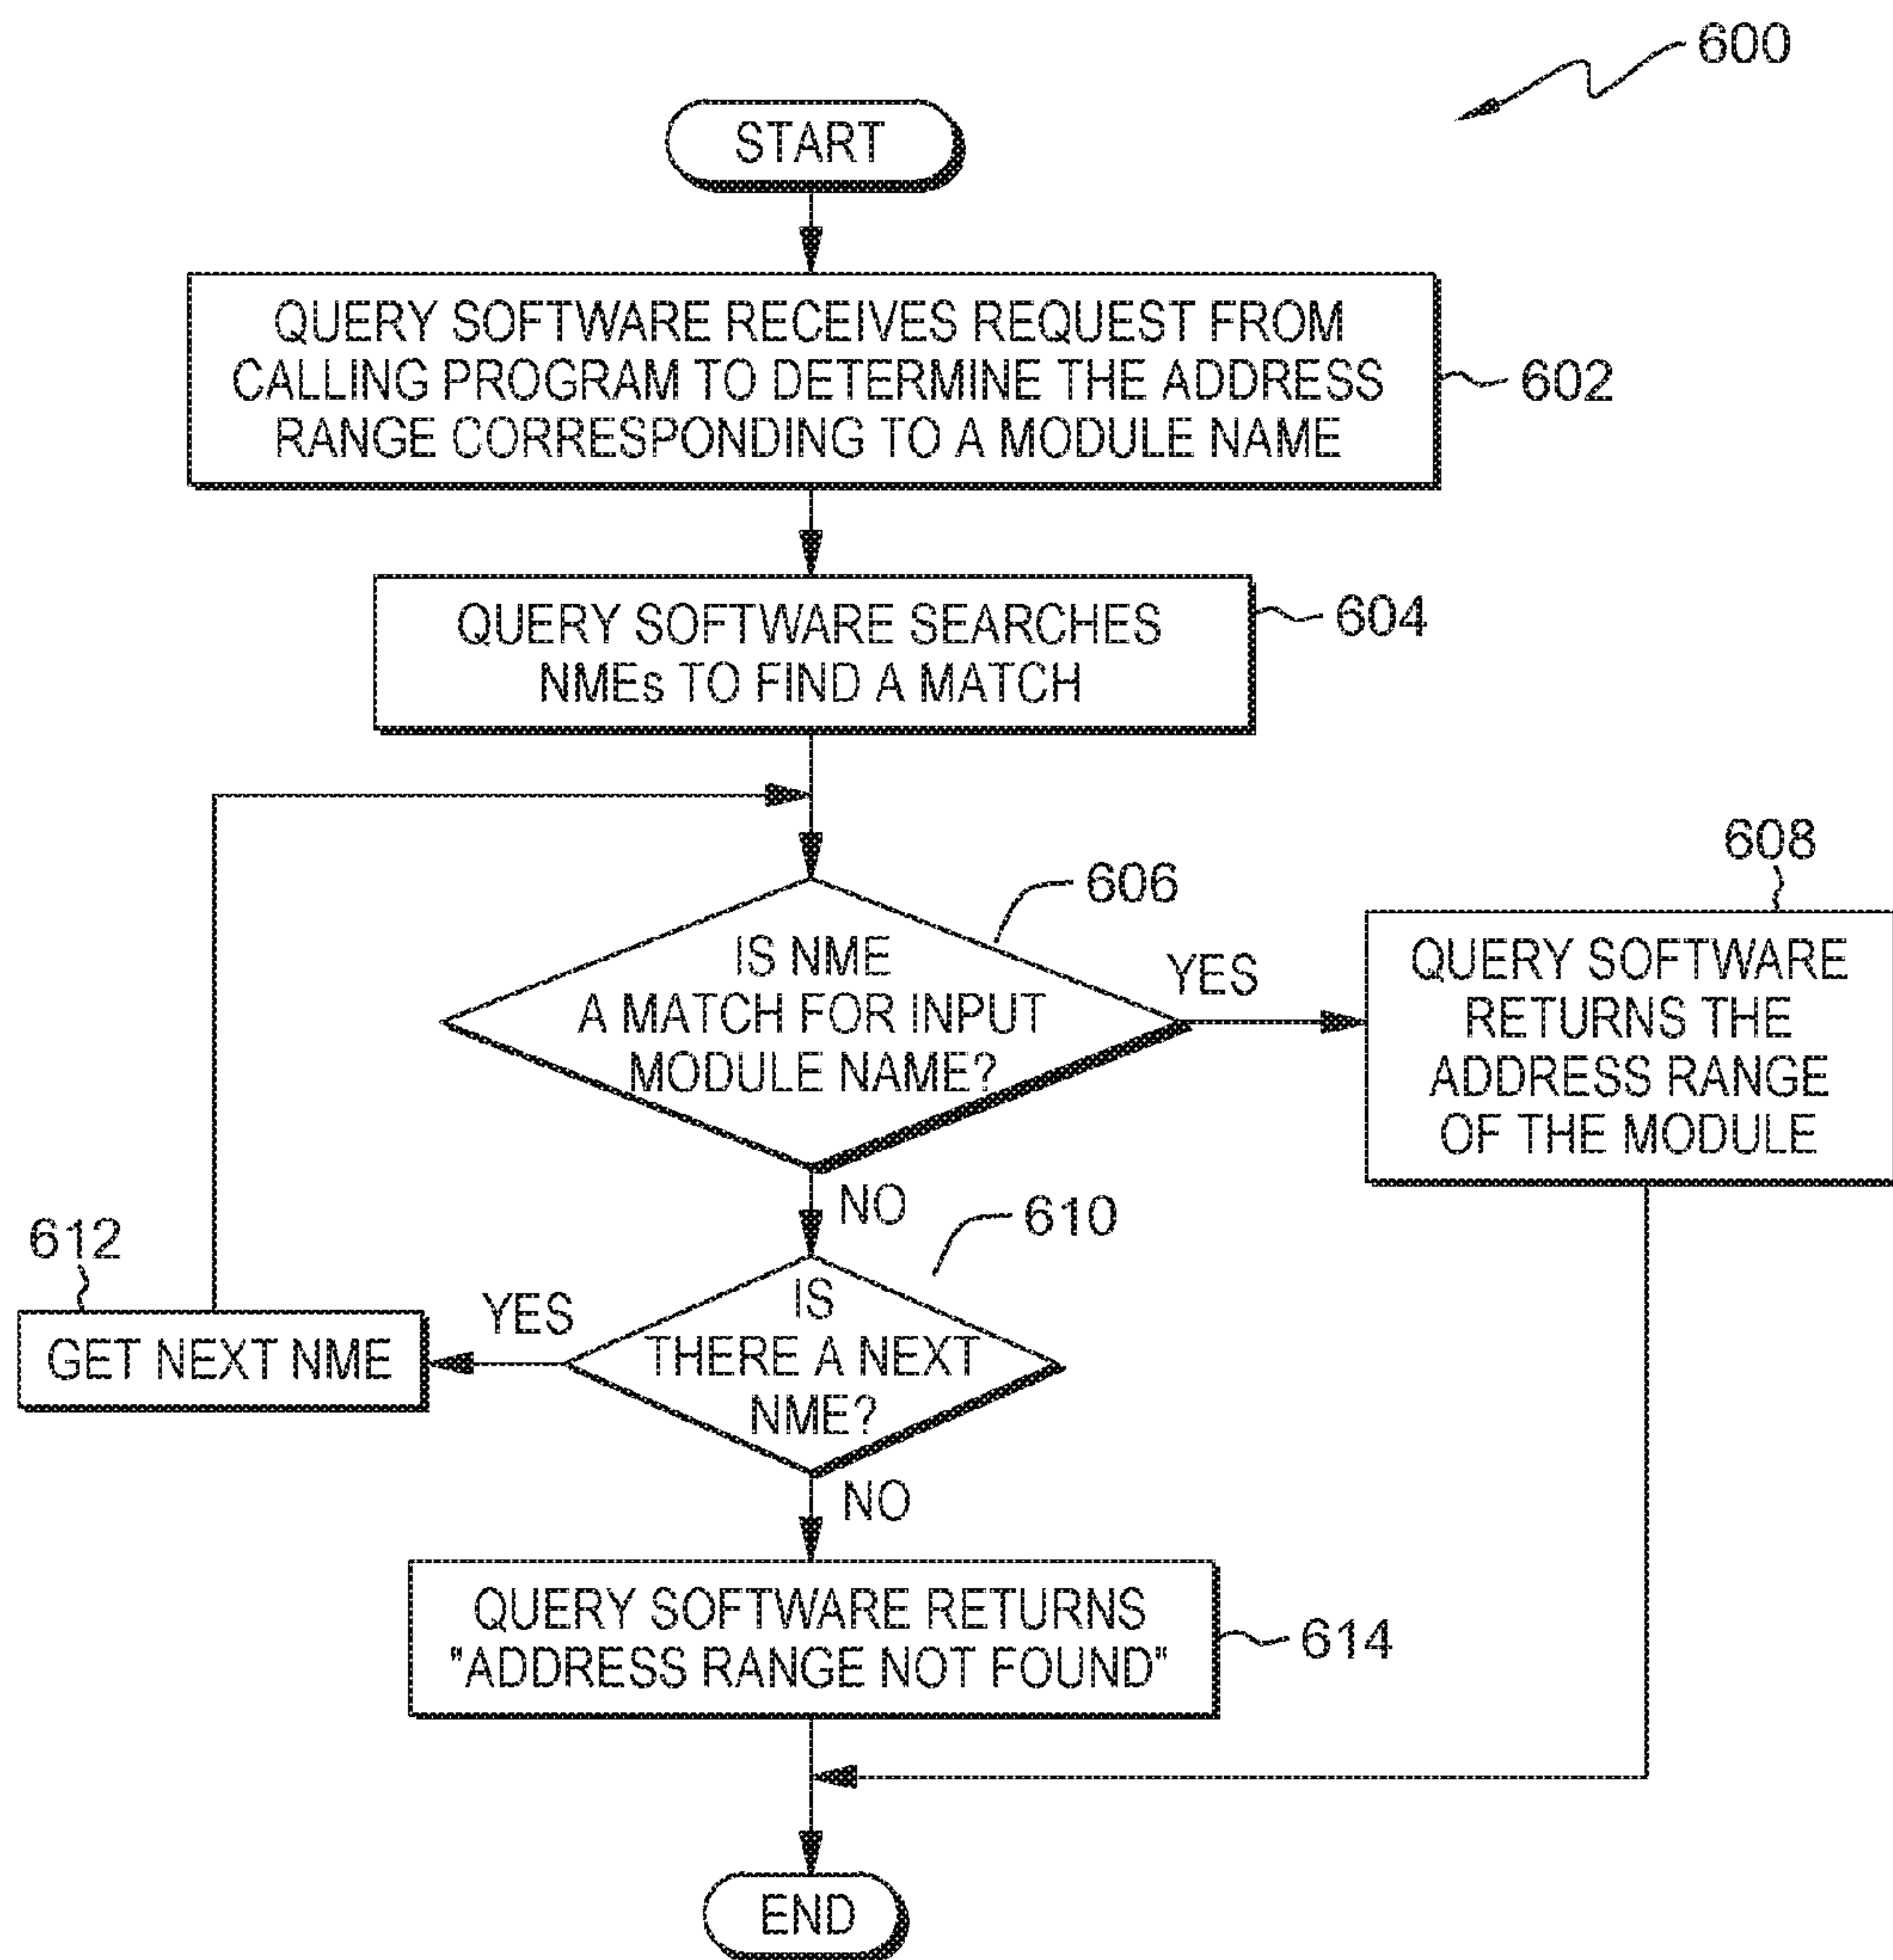 600
START
QUERY SOFTWARE RECEIVES REQUEST FROM
CALLING PROGRAM TO DETERMINE THE ADDRESS
RANGE CORRESPONDING TO A MODULE NAME
602
QUERY SOFTWARE SEARCHES
NMEs TO FIND A MATCH
604
606
IS NME
A MATCH FOR INPUT
MODULE NAME?
YES
608
QUERY SOFTWARE
RETURNS THE
ADDRESS RANGE
OF THE MODULE
NO
610
IS
THERE A NEXT
NME?
YES
612
GET NEXT NME
NO
QUERY SOFTWARE RETURNS
"ADDRESS RANGE NOT FOUND"
614
END